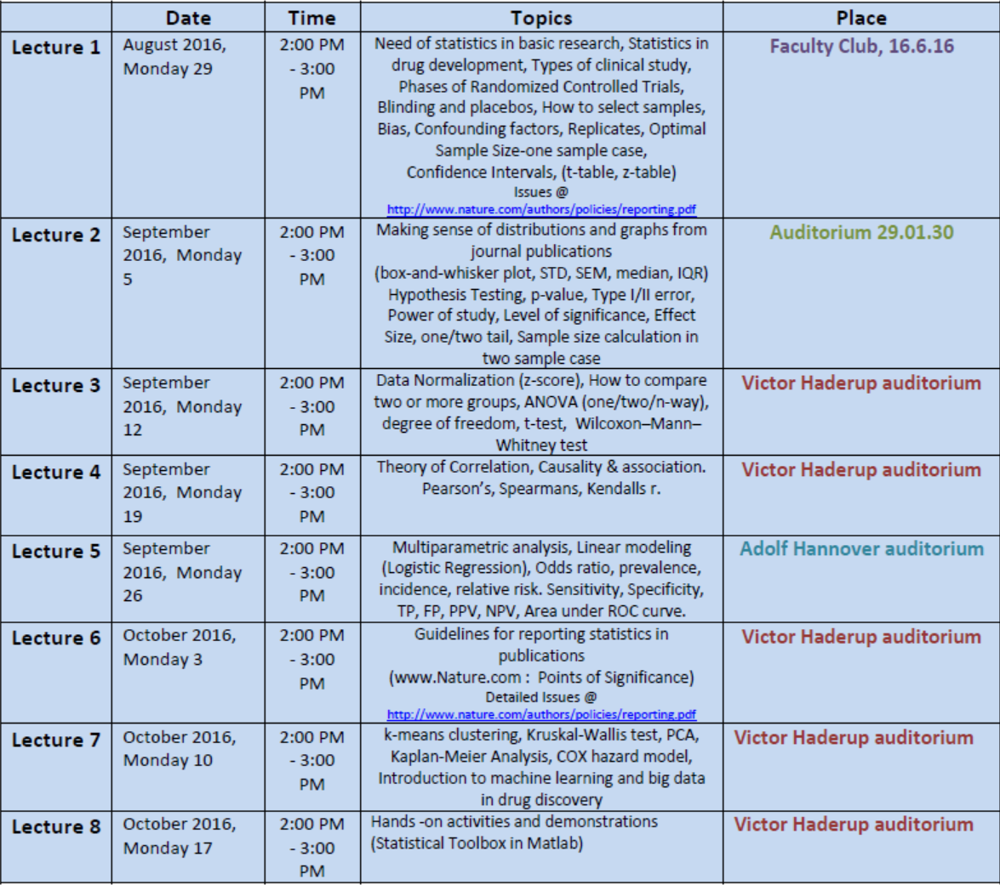 Date Time Topics Place
Lecture 1
August 2016,
Monday 29
2:00 PM
- 3:00
PM
Need of statistics in basic research, Statistics in
drug development, Types of clinical study,
Phases of Randomized Controlled Trials,
Blinding and placebos, How to select samples,
Bias, Confounding factors, Replicates, Optimal
Sample Size-one sample case,
Confidence Intervals, (t-table, z-table)
Issues @
http://www.nature.com/authors/policies/reporting.pdf
Faculty Club, 16.6.16
Lecture 2
September
2016, Monday
5
2:00 PM
- 3:00
PM
Making sense of distributions and graphs from
journal publications
(box-and-whisker plot, STD, SEM, median, IQR)
Hypothesis Testing, p-value, Type I/II error,
Power of study, Level of significance, Effect
Size, one/two tail, Sample size calculation in
two sample case
Auditorium 29.01.30
Lecture 3
September
2016, Monday
12
2:00 PM
- 3:00
PM
Data Normalization (z-score), How to compare
two or more groups, ANOVA (one/two/n-way),
degree of freedom, t-test, Wilcoxon–Mann–
Whitney test
Victor Haderup auditorium
Lecture 4
September
2016, Monday
19
2:00 PM
- 3:00
PM
Theory of Correlation, Causality & association.
Pearson's, Spearmans, Kendalls r.
Victor Haderup auditorium
Lecture 5
September
2016, Monday
26
2:00 PM
- 3:00
PM
Multiparametric analysis, Linear modeling
(Logistic Regression), Odds ratio, prevalence,
incidence, relative risk. Sensitivity, Specificity,
TP, FP, PPV, NPV, Area under ROC curve.
Adolf Hannover auditorium
Lecture 6
October 2016,
Monday 3
2:00 PM
- 3:00
PM
Guidelines for reporting statistics in
publications
(www.Nature.com : Points of Significance)
Detailed Issues @
http://www.nature.com/authors/policies/reporting.pdf
Victor Haderup auditorium
Lecture 7
October 2016,
Monday 10
2:00 PM
- 3:00
PM
k-means clustering, Kruskal-Wallis test, PCA,
Kaplan-Meier Analysis, COX hazard model,
Introduction to machine learning and big data
in drug discovery
Victor Haderup auditorium
Lecture 8
October 2016,
Monday 17
2:00 PM
- 3:00
PM
Hands -on activities and demonstrations
(Statistical Toolbox in Matlab)
Victor Haderup auditorium